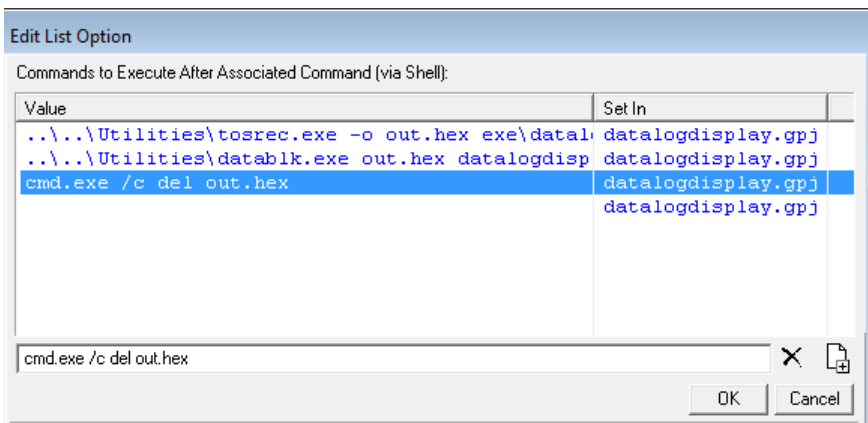 Edit List Option
Commands to Execute After Associated Command (via Shell):
Value Set In
..\..\Utilities\tosrec.exe -o out.hex exe\datal datalogdisplay.gpj
..\..\Utilities\datablk.exe out.hex datalogdisp datalogdisplay.gpj
cmd.exe /c del out.hex datalogdisplay.gpj
datalogdisplay.gpj
cmd.exe /c del out.hex
OK Cancel